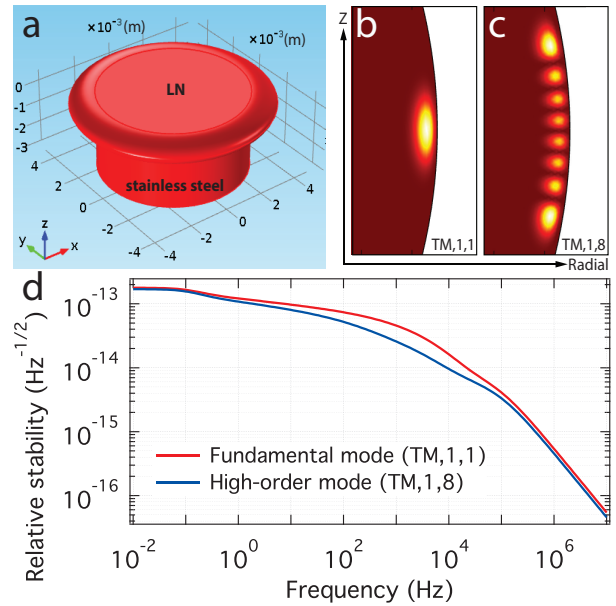 a
×10⁻³(m)
×10⁻³(m)
LN
0
-1
-2
-3
4
2
0
-2
-4
4
2
0
-2
-4
stainless steel
z
y
x
Z
b
c
TM,1,1
TM,1,8
Radial
d
Relative stability (Hz⁻¹/²)
10⁻¹³
10⁻¹⁴
10⁻¹⁵
10⁻¹⁶
Fundamental mode (TM,1,1)
High-order mode (TM,1,8)
10⁻² 10⁰ 10² 10⁴ 10⁶
Frequency (Hz)